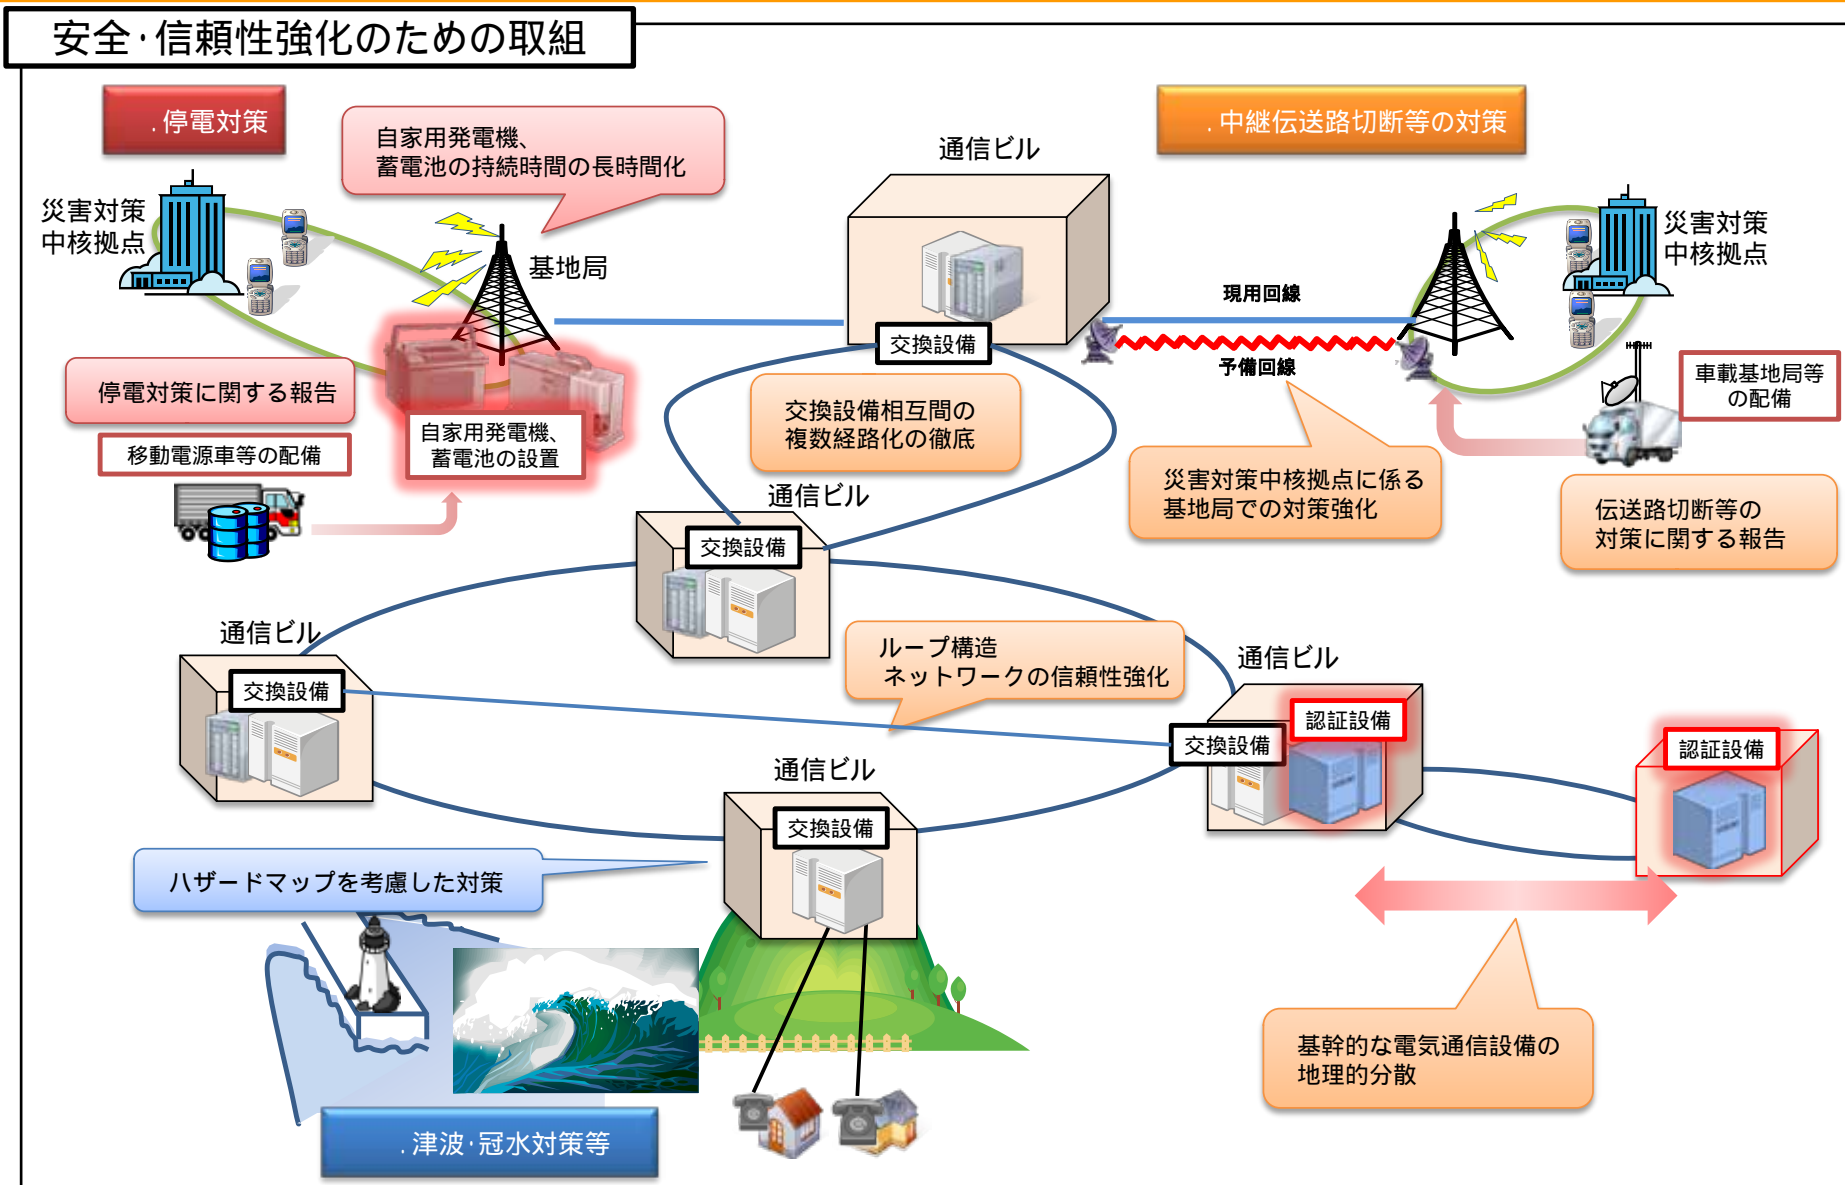 安全･信頼性強化のための取組
．停電対策
自家用発電機、
蓄電池の持続時間の長時間化
通信ビル
．中継伝送路切断等の対策
災害対策
中核拠点
基地局
災害対策
中核拠点
現用回線
交換設備
予備回線
停電対策に関する報告
移動電源車等の配備
自家用発電機、
蓄電池の設置
交換設備相互間の
複数経路化の徹底
車載基地局等
の配備
災害対策中核拠点に係る
基地局での対策強化
伝送路切断等の
対策に関する報告
通信ビル
交換設備
通信ビル
交換設備
ループ構造
ネットワークの信頼性強化
通信ビル
認証設備
交換設備
認証設備
通信ビル
交換設備
ハザードマップを考慮した対策
基幹的な電気通信設備の
地理的分散
．津波･冠水対策等